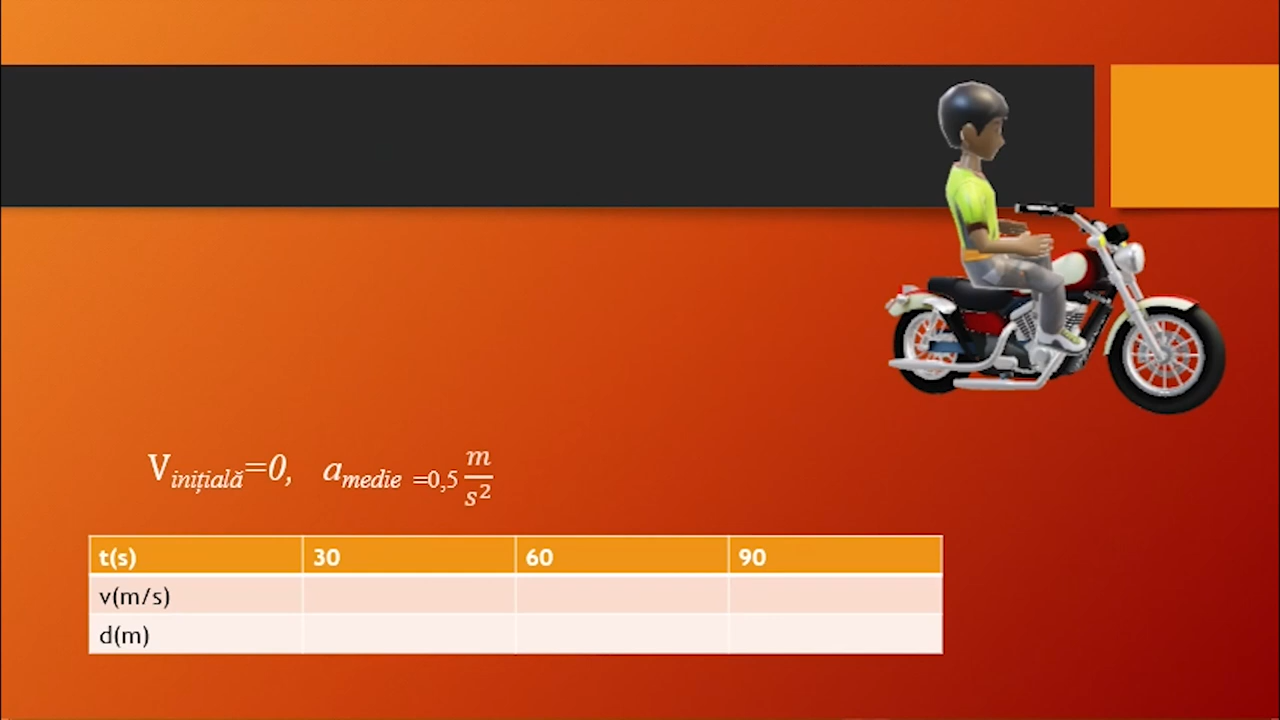 Vinițială=0, amedie =0,5 m/s²
t(s) 30 60 90
v(m/s)
d(m)